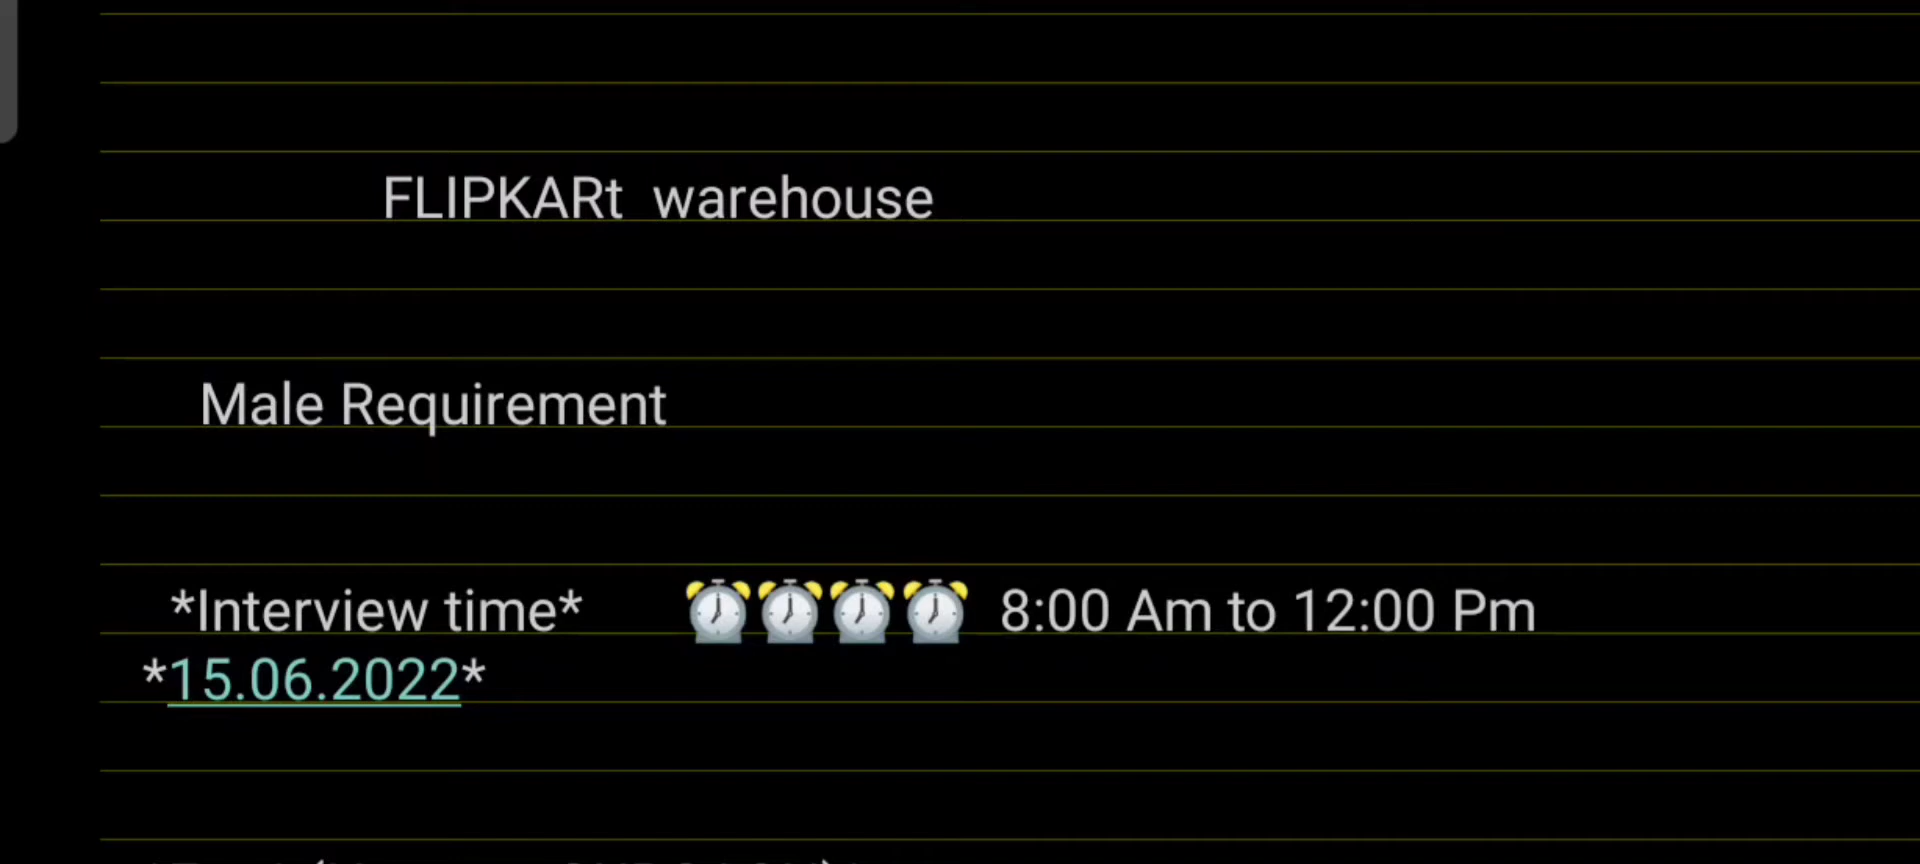 FLIPKARt  warehouse
Male Requirement
*Interview time*     ⏰⏰⏰⏰  8:00 Am to 12:00 Pm
*15.06.2022*